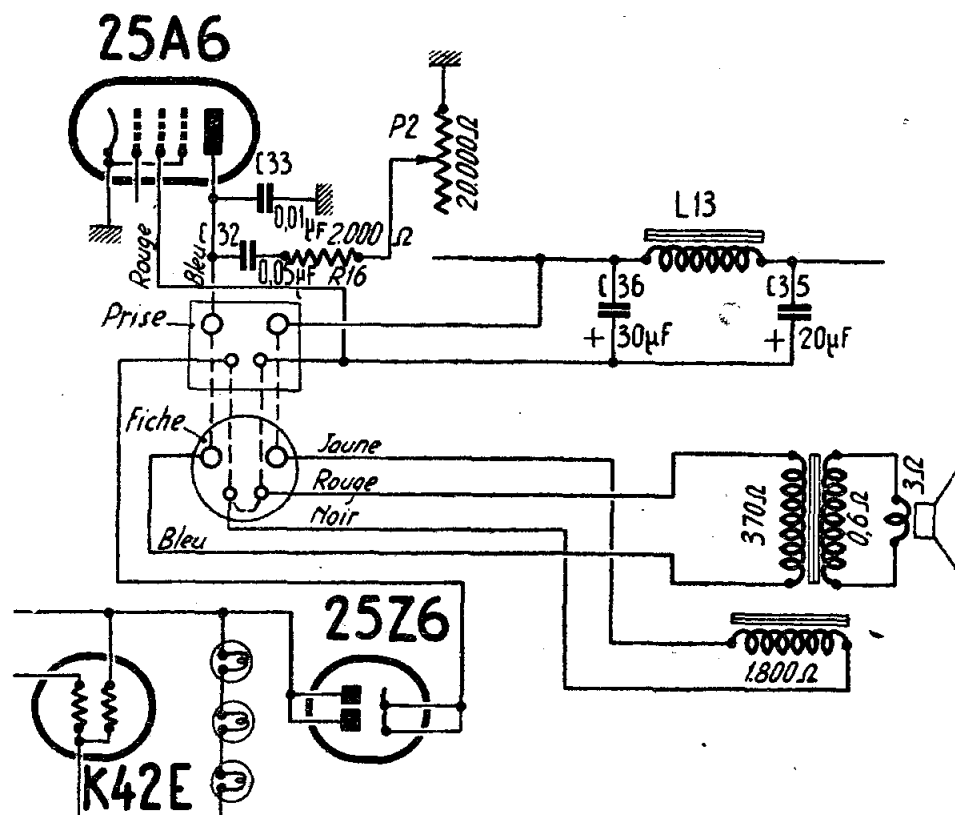 25A6
P2
20.000Ω
C33
0,01µF
C32
0,05µF
2.000 Ω
R16
Rouge
Bleu
L13
C36
30µF
+
C35
20µF
+
Prise
Fiche
Jaune
Rouge
Noir
Bleu
370Ω
0,6Ω
3Ω
1.800Ω
25Z6
K42E